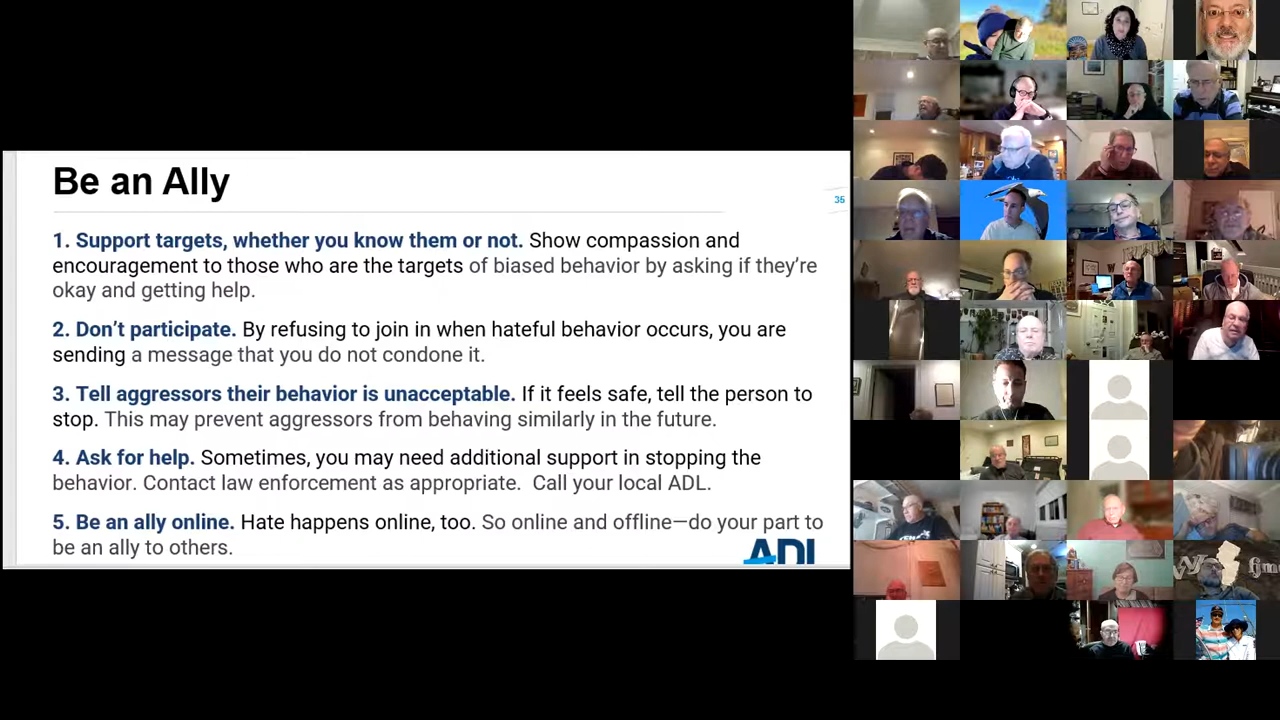 Be an Ally
35
1. Support targets, whether you know them or not. Show compassion and
encouragement to those who are the targets of biased behavior by asking if they're
okay and getting help.
2. Don't participate. By refusing to join in when hateful behavior occurs, you are
sending a message that you do not condone it.
3. Tell aggressors their behavior is unacceptable. If it feels safe, tell the person to
stop. This may prevent aggressors from behaving similarly in the future.
4. Ask for help. Sometimes, you may need additional support in stopping the
behavior. Contact law enforcement as appropriate.  Call your local ADL.
5. Be an ally online. Hate happens online, too. So online and offline—do your part to
be an ally to others.
ADL